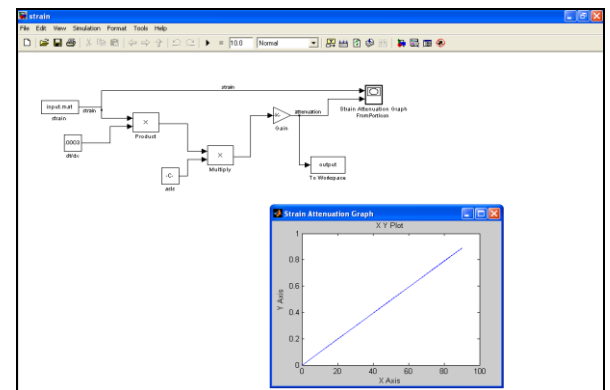 strain
File Edit View Simulation Format Tools Help
10.0 Normal
strain
input.mat
strain
strain
.0003
dt/dv
×
Product
×
Multiply
-C-
Gain
attenuation
Strain Attenuation Graph
FromPortion
output
To Workspace
Strain Attenuation Graph
X Y Plot
1
0.8
0.6
0.4
0.2
0
Y Axis
0 20 40 60 80 100
X Axis